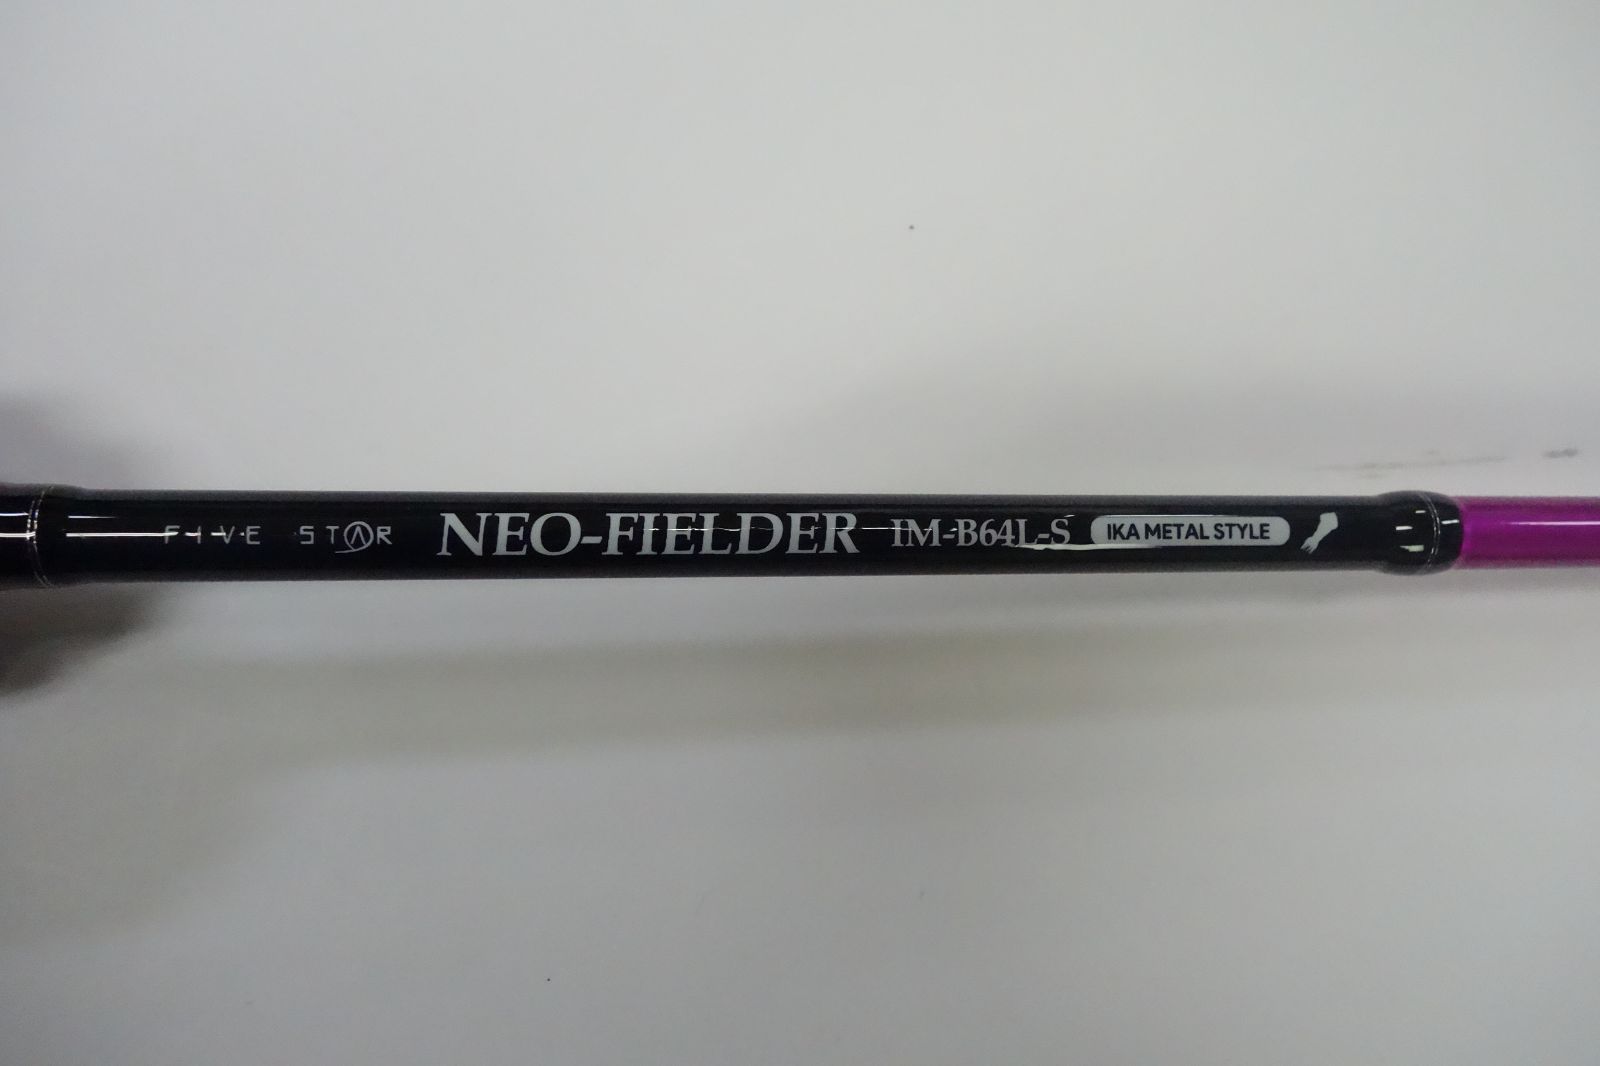 FIVE STAR NEO-FIELDER IM-B64L-S IKA METAL STYLE